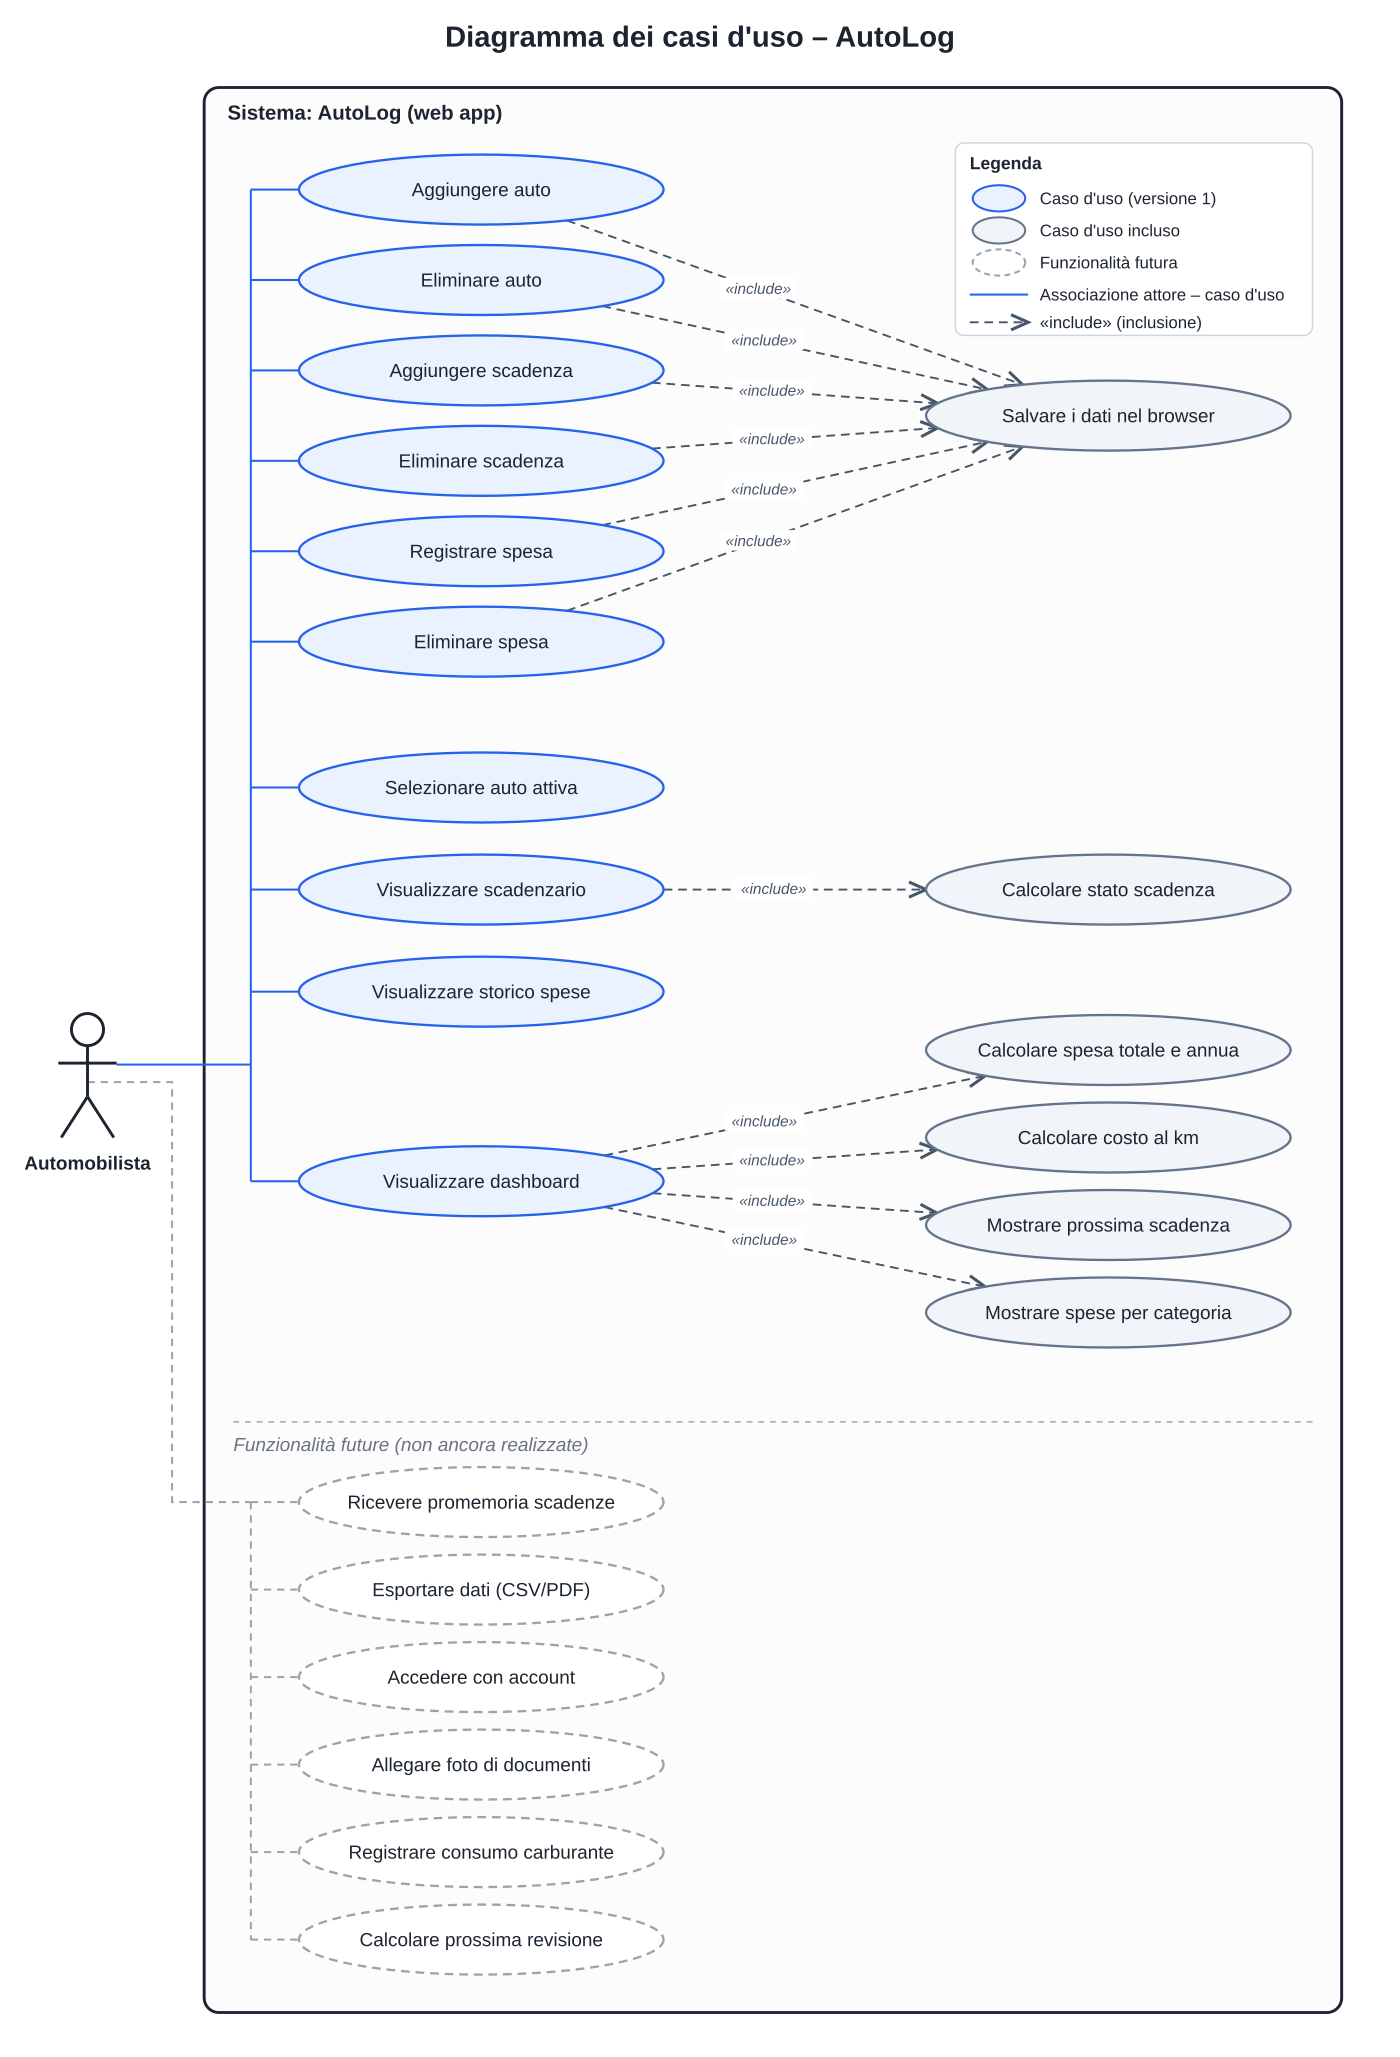 Diagramma dei casi d'uso – AutoLog
Sistema: AutoLog (web app)
Legenda
Caso d'uso (versione 1)
Caso d'uso incluso
Funzionalità futura
Associazione attore – caso d'uso
«include» (inclusione)
Aggiungere auto
«include»
Eliminare auto
«include»
Aggiungere scadenza
«include»
Salvare i dati nel browser
Eliminare scadenza
«include»
Registrare spesa
«include»
Eliminare spesa
«include»
Selezionare auto attiva
Visualizzare scadenzario
«include»
Calcolare stato scadenza
Visualizzare storico spese
Automobilista
Visualizzare dashboard
«include»
Calcolare spesa totale e annua
«include»
Calcolare costo al km
«include»
Mostrare prossima scadenza
«include»
Mostrare spese per categoria
Funzionalità future (non ancora realizzate)
Ricevere promemoria scadenze
Esportare dati (CSV/PDF)
Accedere con account
Allegare foto di documenti
Registrare consumo carburante
Calcolare prossima revisione